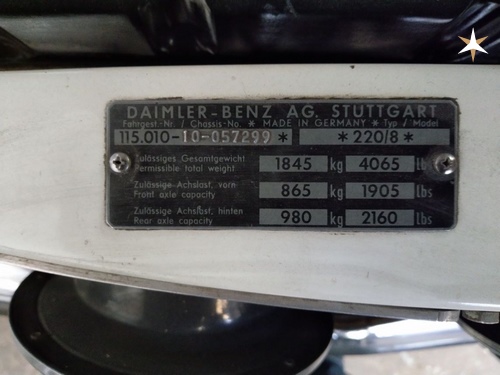 DAIMLER-BENZ AG. STUTTGART
Fahrgest-Nr. / Chassis-No. * MADE IN GERMANY * Typ / Model
115.010-10-057299 * * 220/8 *
Zulässiges Gesamtgewicht
Permissible total weight 1845 kg 4065 lbs
Zulässige Achslast, vorn
Front axle capacity 865 kg 1905 lbs
Zulässige Achslast, hinten
Rear axle capacity 980 kg 2160 lbs